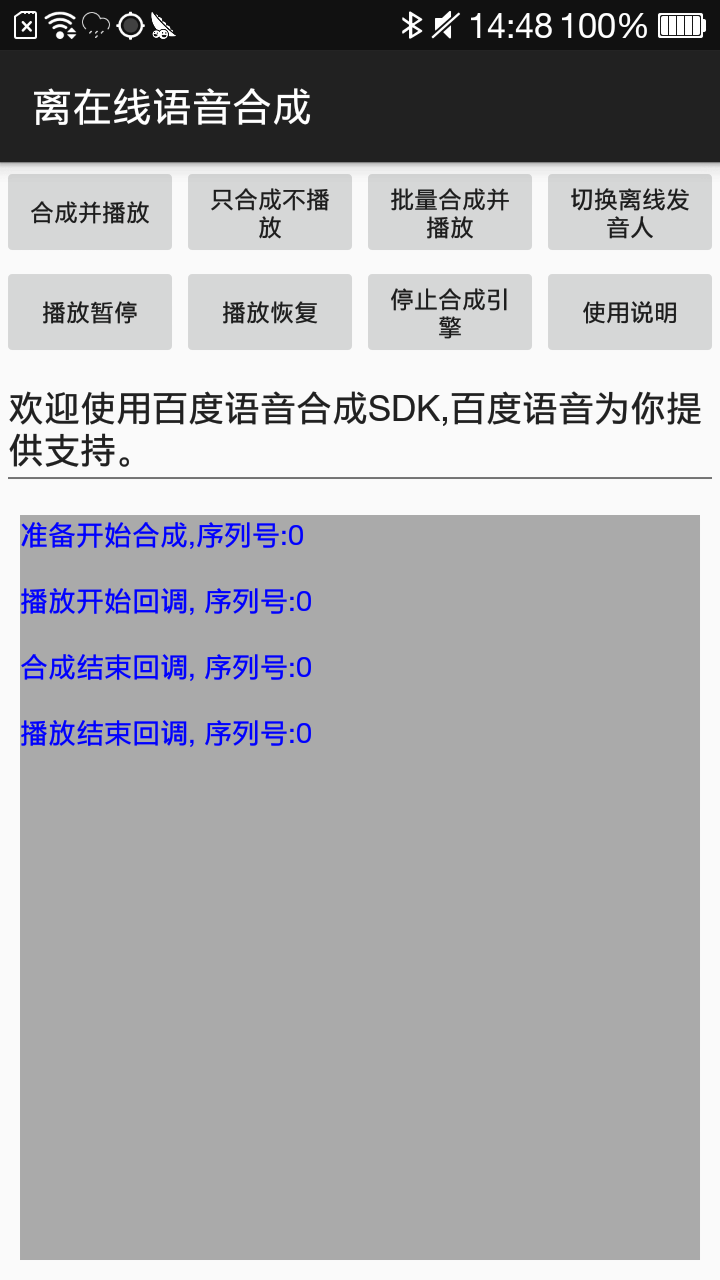 14:48 100%
离在线语音合成
合成并播放
只合成不播
放
批量合成并
播放
切换离线发
音人
播放暂停
播放恢复
停止合成引
擎
使用说明
欢迎使用百度语音合成SDK,百度语音为你提
供支持。
准备开始合成,序列号:0
播放开始回调, 序列号:0
合成结束回调, 序列号:0
播放结束回调, 序列号:0